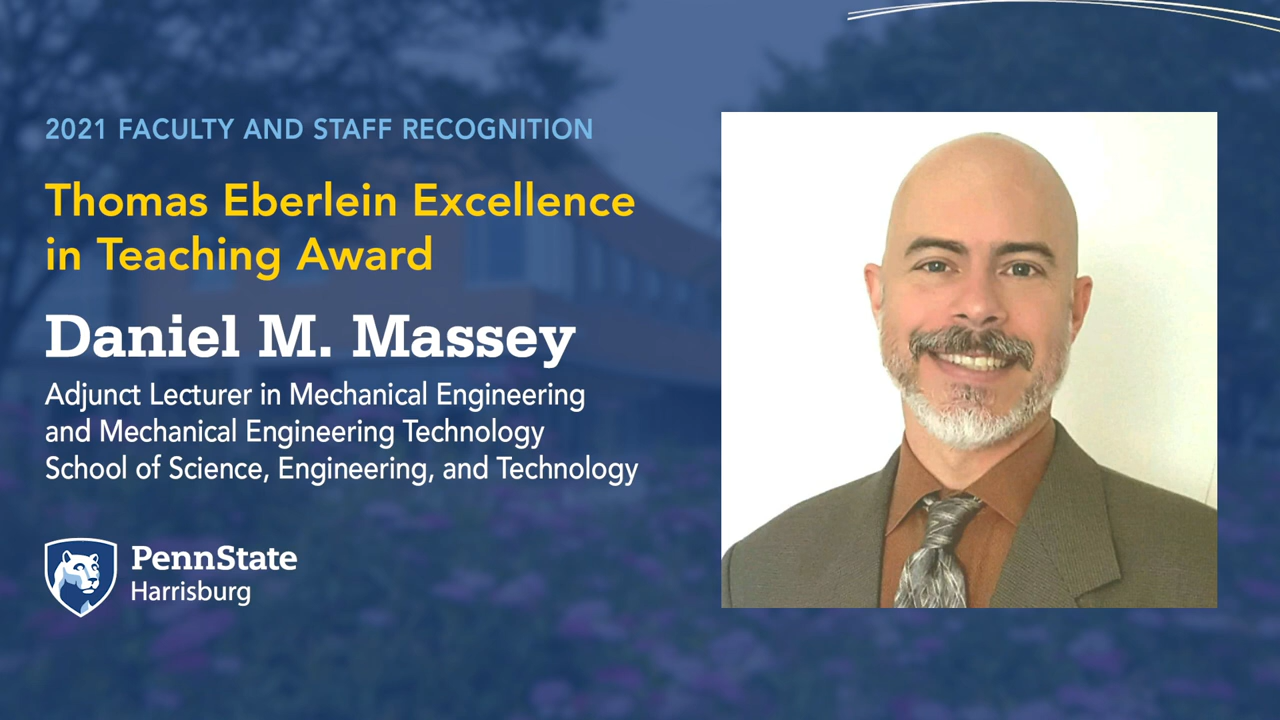 2021 FACULTY AND STAFF RECOGNITION
Thomas Eberlein Excellence
in Teaching Award
Daniel M. Massey
Adjunct Lecturer in Mechanical Engineering
and Mechanical Engineering Technology
School of Science, Engineering, and Technology
PennState
Harrisburg